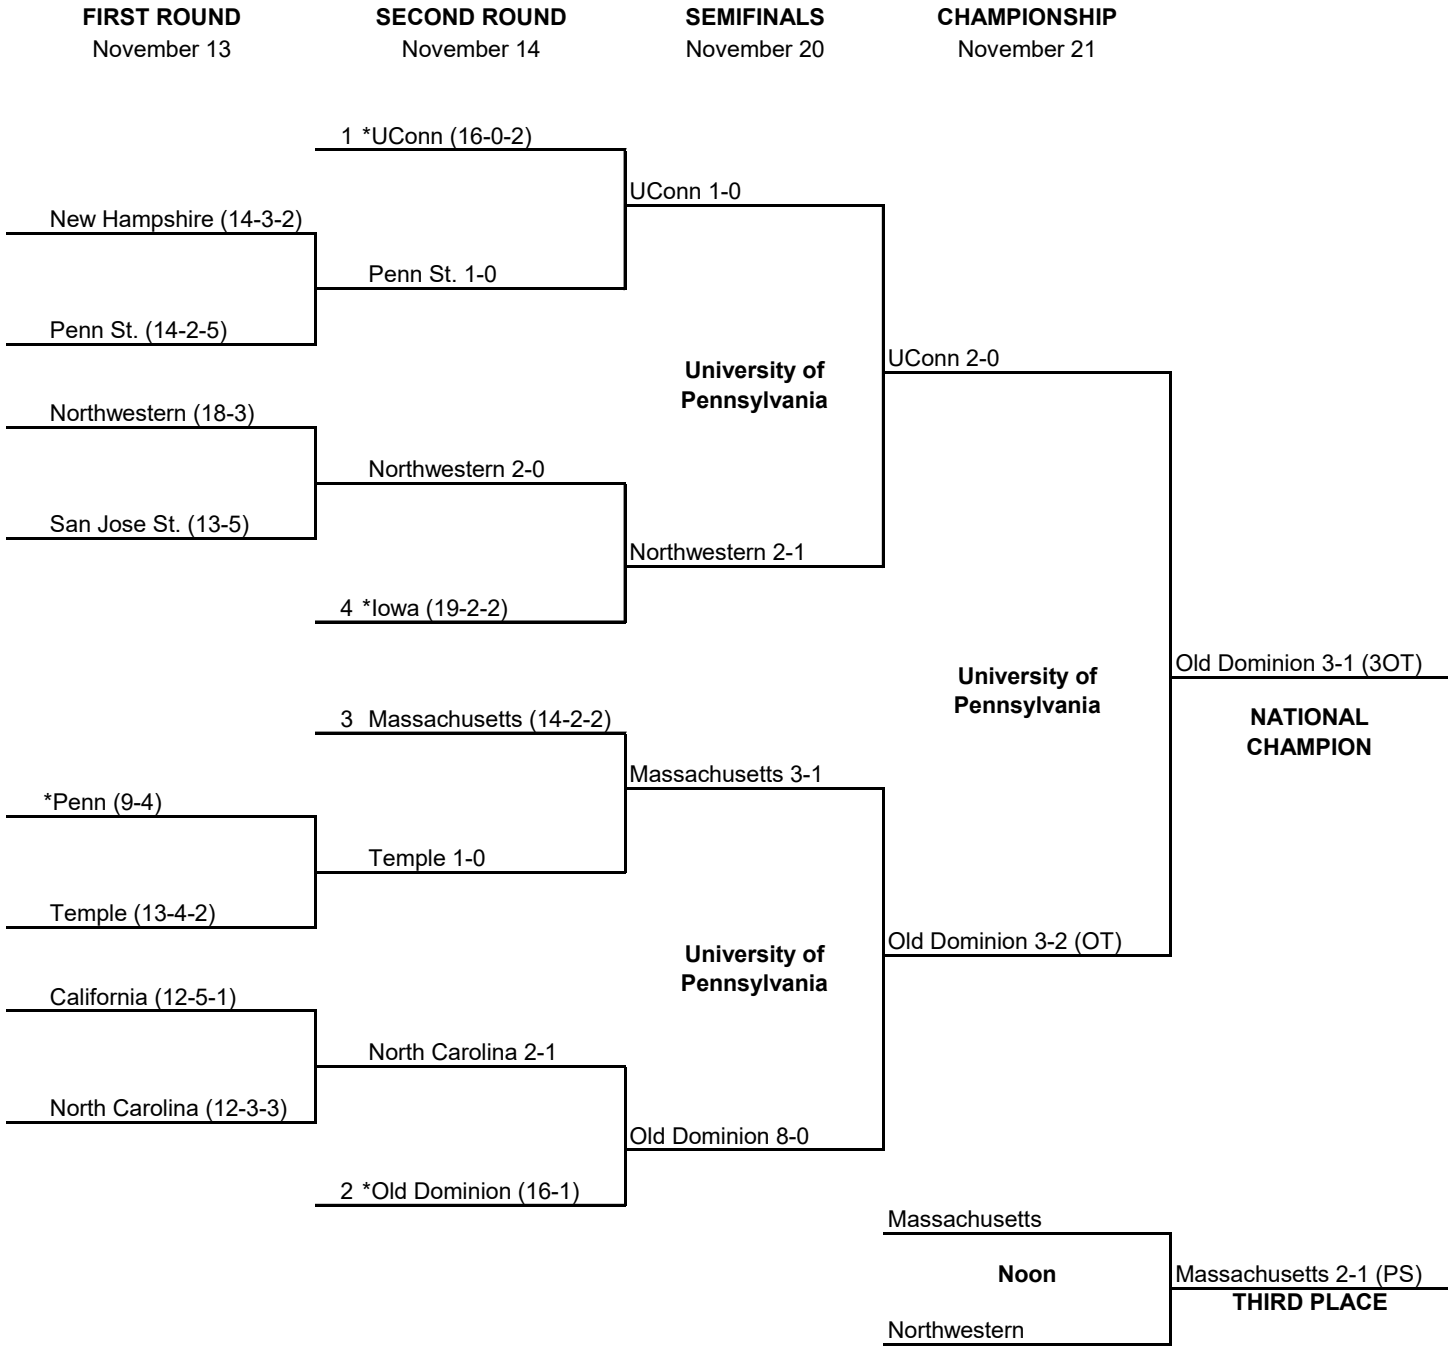 FIRST ROUND
November 13
SECOND ROUND
November 14
SEMIFINALS
November 20
CHAMPIONSHIP
November 21
1 *UConn (16-0-2)
UConn 1-0
New Hampshire (14-3-2)
Penn St. 1-0
Penn St. (14-2-5)
University of
Pennsylvania
UConn 2-0
Northwestern (18-3)
Northwestern 2-0
San Jose St. (13-5)
Northwestern 2-1
4 *Iowa (19-2-2)
University of
Pennsylvania
Old Dominion 3-1 (3OT)
NATIONAL
CHAMPION
3 Massachusetts (14-2-2)
Massachusetts 3-1
*Penn (9-4)
Temple 1-0
Temple (13-4-2)
University of
Pennsylvania
Old Dominion 3-2 (OT)
California (12-5-1)
North Carolina 2-1
North Carolina (12-3-3)
Old Dominion 8-0
2 *Old Dominion (16-1)
Massachusetts
Noon
Massachusetts 2-1 (PS)
THIRD PLACE
Northwestern